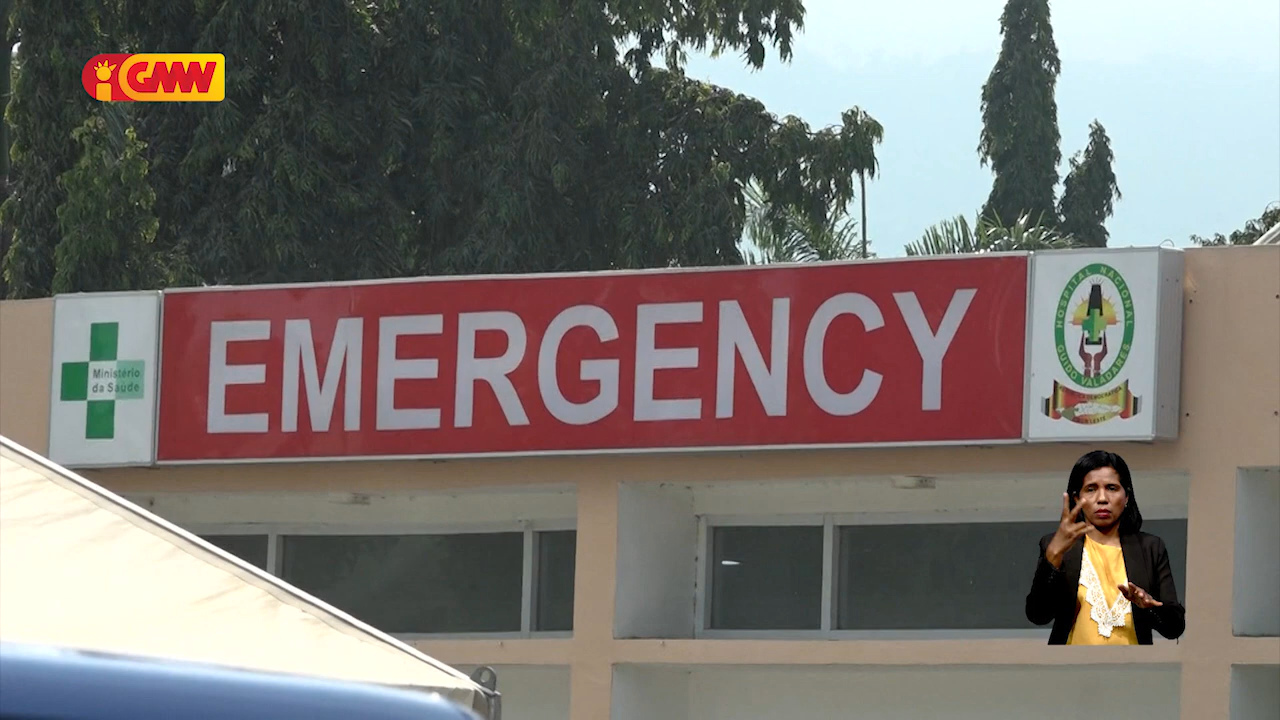 GMN
Ministério
da Saúde
EMERGENCY
HOSPITAL NACIONAL
GUIDO VALADARES